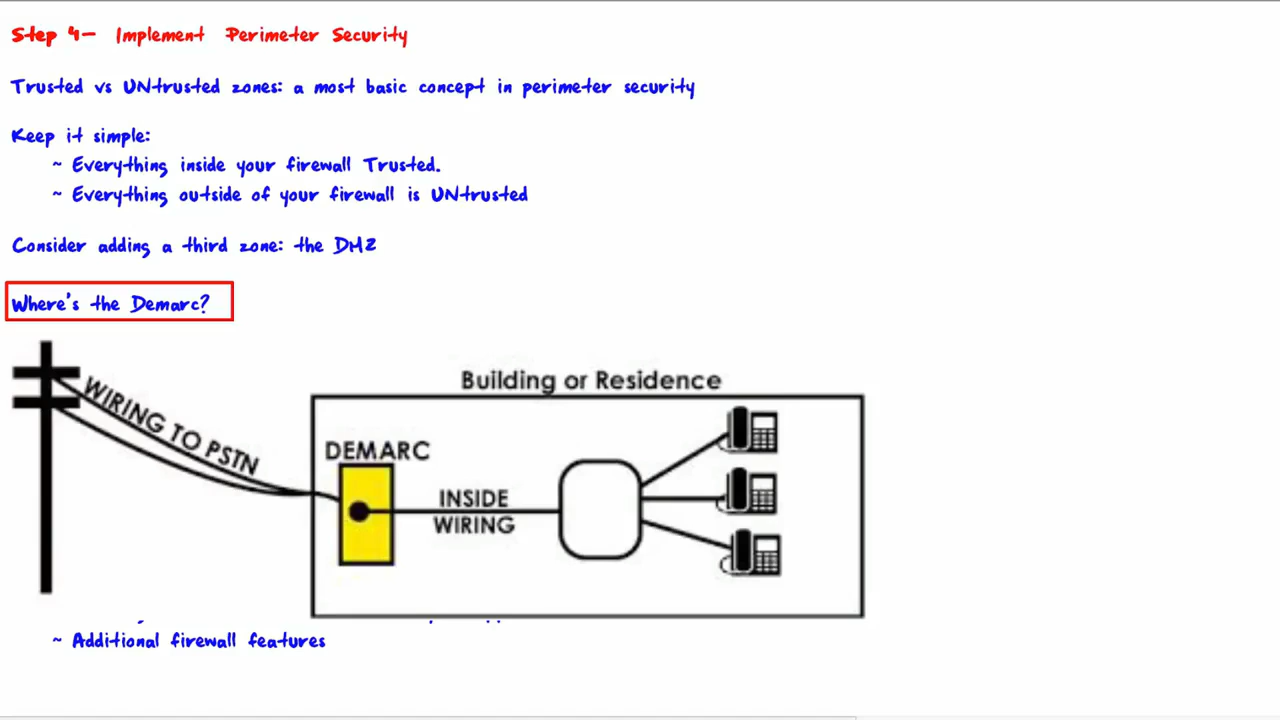 Step 4- Implement Perimeter Security
Trusted vs UNtrusted zones: a most basic concept in perimeter security
Keep it simple:
~ Everything inside your firewall Trusted.
~ Everything outside of your firewall is UNtrusted
Consider adding a third zone: the DMZ
Where's the Demarc?
Building or Residence
WIRING TO PSTN
DEMARC
INSIDE
WIRING
~ Additional firewall features